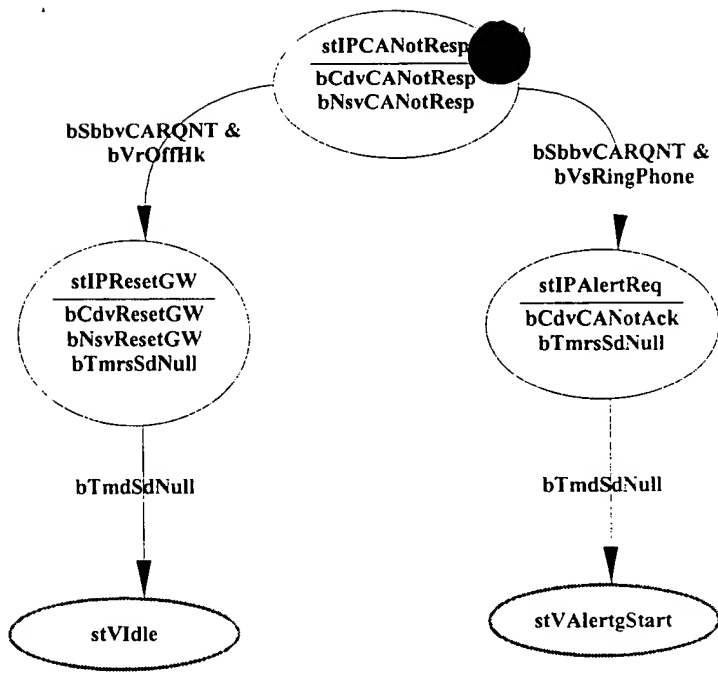 stIPCANotResp
bCdvCANotResp
bNsvCANotResp
bSbbvCARQNT &
bVrOffHk
bSbbvCARQNT &
bVsRingPhone
stIPResetGW
bCdvResetGW
bNsvResetGW
bTmrsSdNull
stIPAlertReq
bCdvCANotAck
bTmrsSdNull
bTmdSdNull
bTmdSdNull
stVIdle
stVAlertgStart